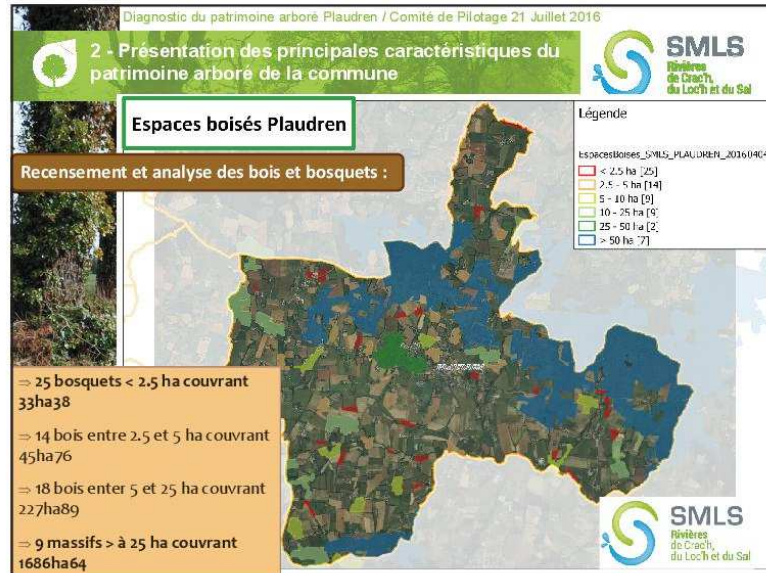 Diagnostic du patrimoine arboré Plaudren / Comité de Pilotage 21 Juillet 2016
2 - Présentation des principales caractéristiques du
patrimoine arboré de la commune
SMLS
Rivières
de Crac'h,
du Loc'h et du Sal
Espaces boisés Plaudren
Recensement et analyse des bois et bosquets :
Légende
EspacesBoises_SMLS_PLAUDREN_20160404
< 2.5 ha [25]
2.5 - 5 ha [14]
5 - 10 ha [9]
10 - 25 ha [9]
25 - 50 ha [2]
> 50 ha [7]
PLAUDREN
⇒ 25 bosquets < 2.5 ha couvrant
33ha38
⇒ 14 bois entre 2.5 et 5 ha couvrant
45ha76
⇒ 18 bois enter 5 et 25 ha couvrant
227ha89
⇒ 9 massifs > à 25 ha couvrant
1686ha64
SMLS
Rivières
de Crac'h,
du Loc'h et du Sal